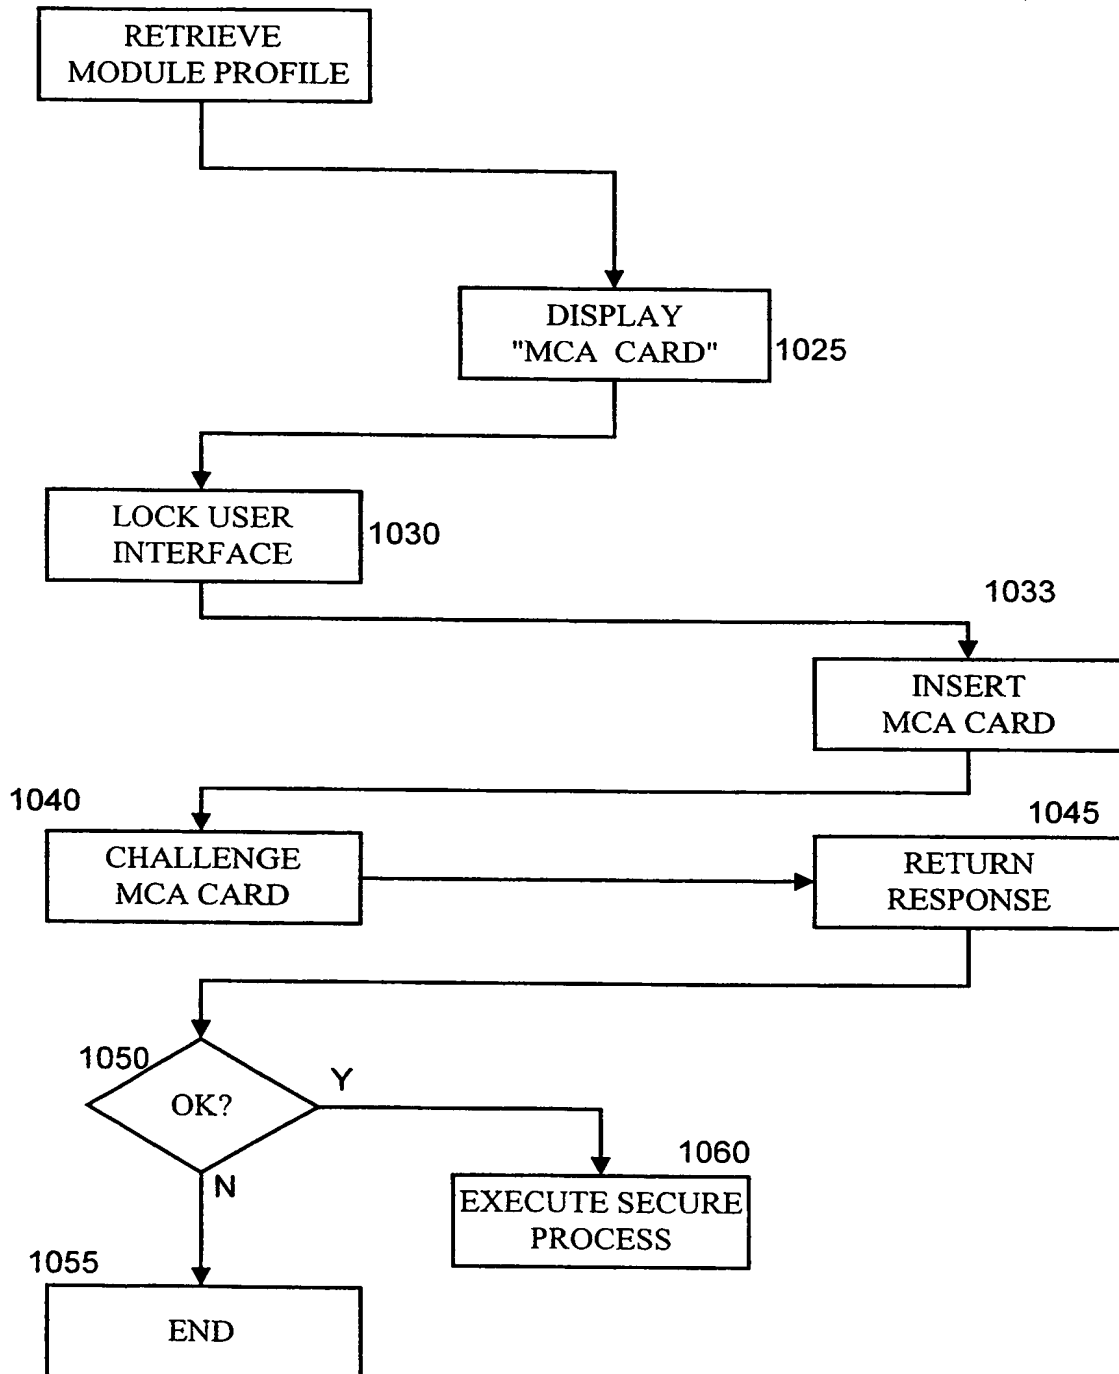 RETRIEVE
MODULE PROFILE
DISPLAY
"MCA CARD"
1025
LOCK USER
INTERFACE
1030
1033
INSERT
MCA CARD
1040
CHALLENGE
MCA CARD
1045
RETURN
RESPONSE
1050
OK?
Y
N
1060
EXECUTE SECURE
PROCESS
1055
END